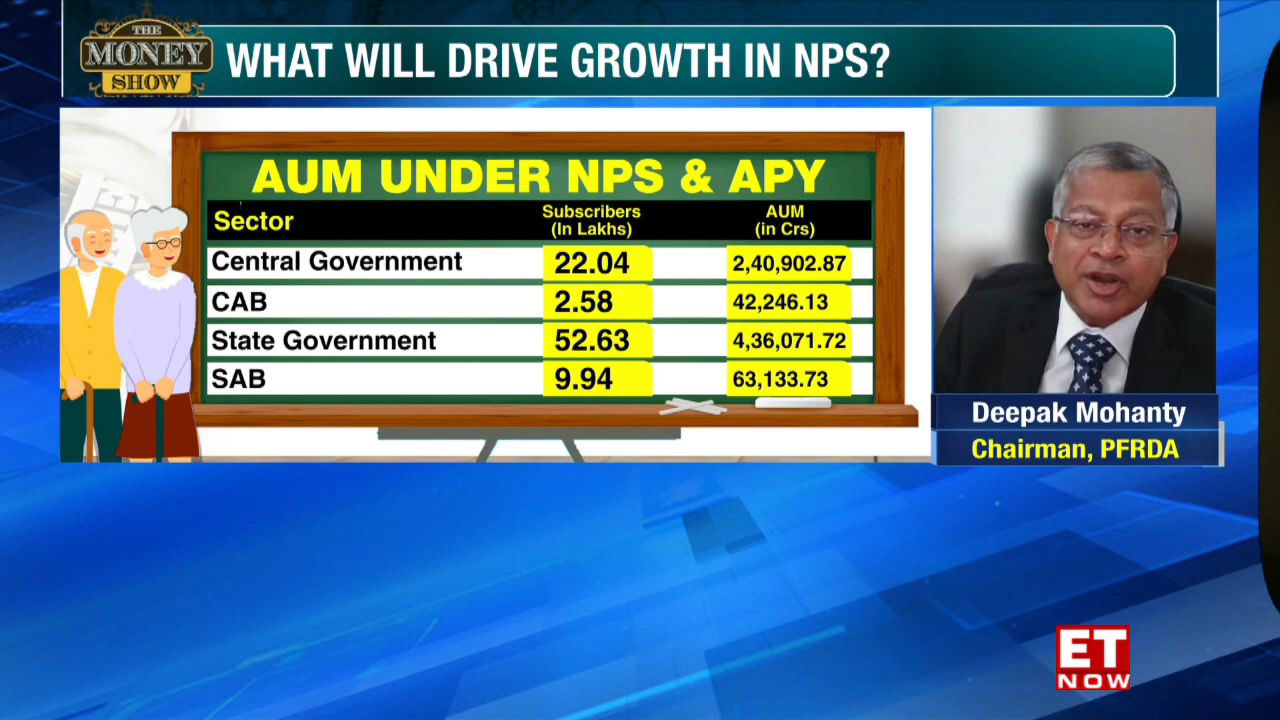 THE
MONEY
SHOW
WHAT WILL DRIVE GROWTH IN NPS?
AUM UNDER NPS & APY
Sector Subscribers (In Lakhs) AUM (in Crs)
Central Government 22.04 2,40,902.87
CAB 2.58 42,246.13
State Government 52.63 4,36,071.72
SAB 9.94 63,133.73
Deepak Mohanty
Chairman, PFRDA
ET
NOW